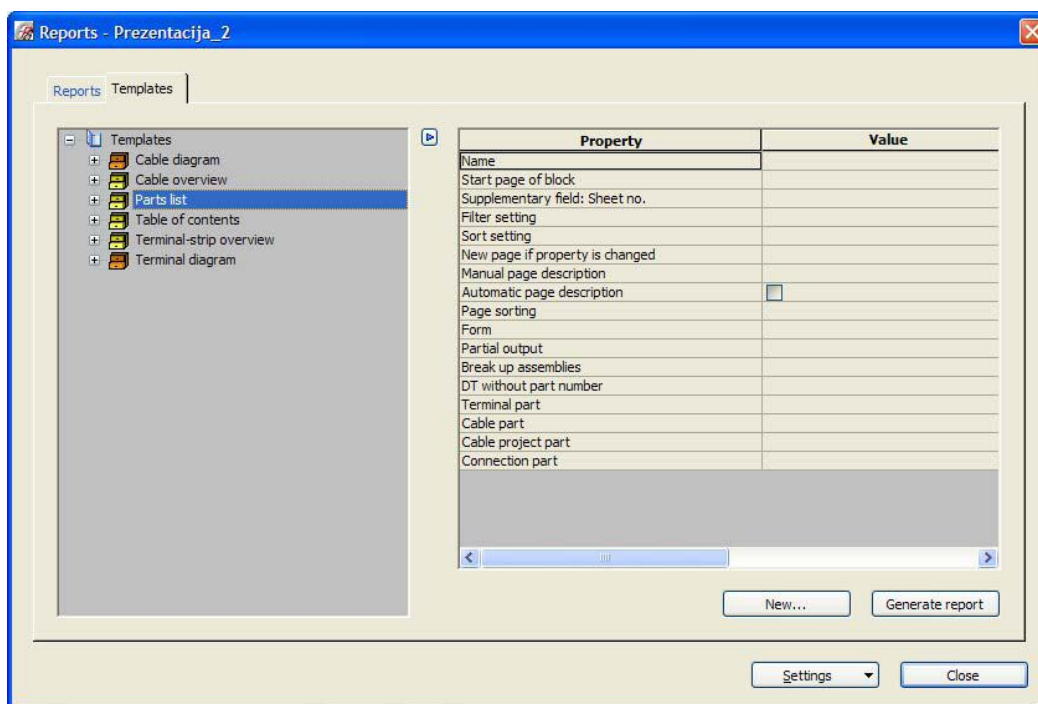 Reports - Prezentacija_2
Reports Templates
Templates
Cable diagram
Cable overview
Parts list
Table of contents
Terminal-strip overview
Terminal diagram
Property Value
Name
Start page of block
Supplementary field: Sheet no.
Filter setting
Sort setting
New page if property is changed
Manual page description
Automatic page description
Page sorting
Form
Partial output
Break up assemblies
DT without part number
Terminal part
Cable part
Cable project part
Connection part
New... Generate report
Settings Close